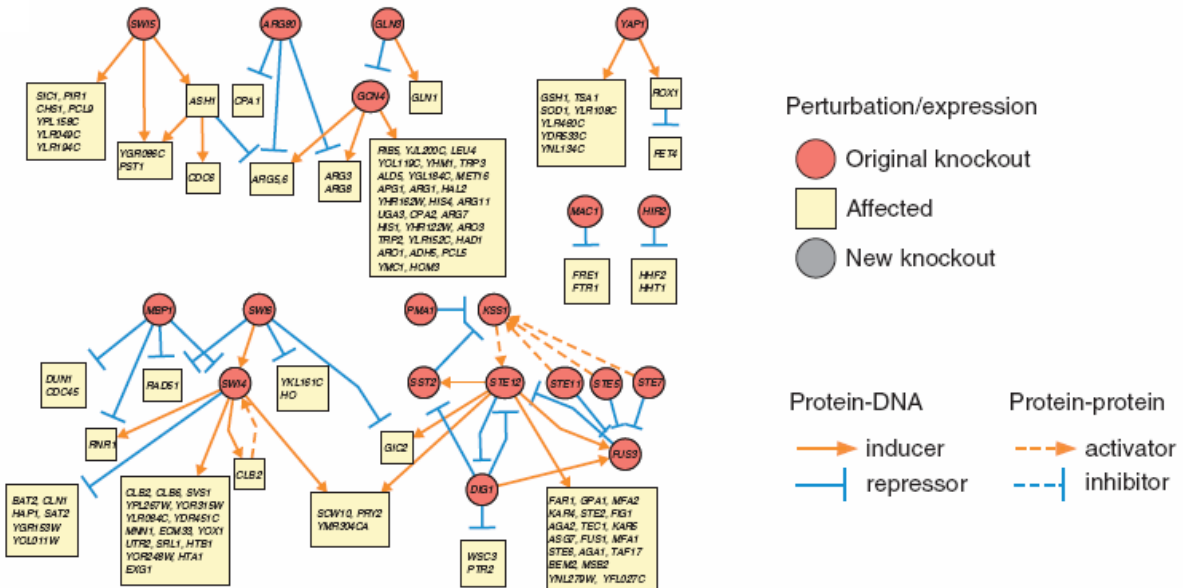 SWI5
ARG80
GLN3
YAP1
SIC1, PIR1
CHS1, PCL9
YPL158C
YLR049C
YLR194C
ASH1
CPA1
GCN4
GLN1
GSH1, TSA1
SOD1, YLR108C
YLR460C
YDR533C
YNL134C
ROX1
FET4
YGR086C
PST1
CDC6
ARG5,6
ARG3
ARG8
RIB5, YJL200C, LEU4
YOL119C, YHM1, TRP3
ALD5, YGL184C, MET16
APG1, ARG1, HAL2
YHR162W, HIS4, ARG11
UGA3, CPA2, ARG7
HIS1, YHR122W, ARO3
TRP2, YLR152C, HAD1
ARO1, ADH5, PCL5
YMC1, HOM3
MAC1
HIR2
FRE1
FTR1
HHF2
HHT1
Perturbation/expression
Original knockout
Affected
New knockout
MBP1
SWI6
PMA1
KSS1
DUN1
CDC45
RAD51
SWI4
YKL161C
HO
SST2
STE12
STE11
STE5
STE7
RNR1
CLB2
GIC2
FUS3
DIG1
BAT2, CLN1
HAP1, SAT2
YGR153W
YOL011W
CLB2, CLB6, SVS1
YPL267W, YOR315W
YLR084C, YDR451C
MNN1, ECM33, YOX1
UTR2, SRL1, HTB1
YOR248W, HTA1
EXG1
SCW10, PRY2
YMR304CA
WSC3
PTR2
FAR1, GPA1, MFA2
KAR4, STE2, FIG1
AGA2, TEC1, KAR5
ASG7, FUS1, MFA1
STE6, AGA1, TAF17
BEM2, MSB2
YNL279W, YFL027C
Protein-DNA
Protein-protein
inducer
activator
repressor
inhibitor